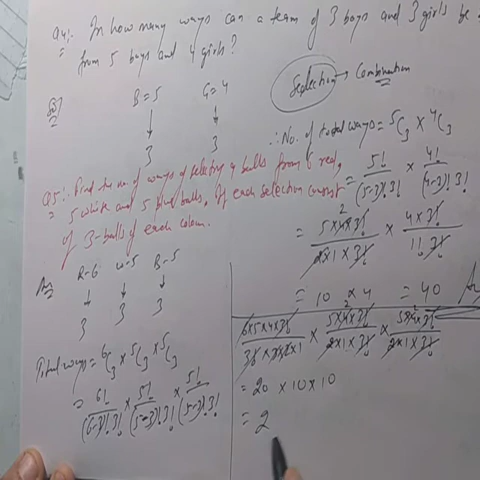 Q4:- In how many ways can a team of 3 boys and 3 girls be
from 5 boys and 4 girls?
B=5 G=4
3 3
Selection → Combination
∴ No. of total ways = ⁵C₃ × ⁴C₃
= 5!/(5-3)! 3! × 4!/(4-3)! 3!
= 5×4×3!/2×1×3! × 4×3!/1! 3!
= 10 × 4 = 40
Q5:- Find the no. of ways of selecting 9 balls from 6 red,
5 white and 5 blue balls, if each selection consist
of 3-balls of each colour.
Ans R-6 W-5 B-5
3 3 3
Total ways = ⁶C₃ × ⁵C₃ × ⁵C₃
= 6!/(6-3)! 3! × 5!/(5-3)! 3! × 5!/(5-3)! 3!
6×5×4×3!/3!×3×2×1 × 5×4×3!/2×1×3! × 5×4×3!/2×1×3!
= 20 × 10 × 10
= 2